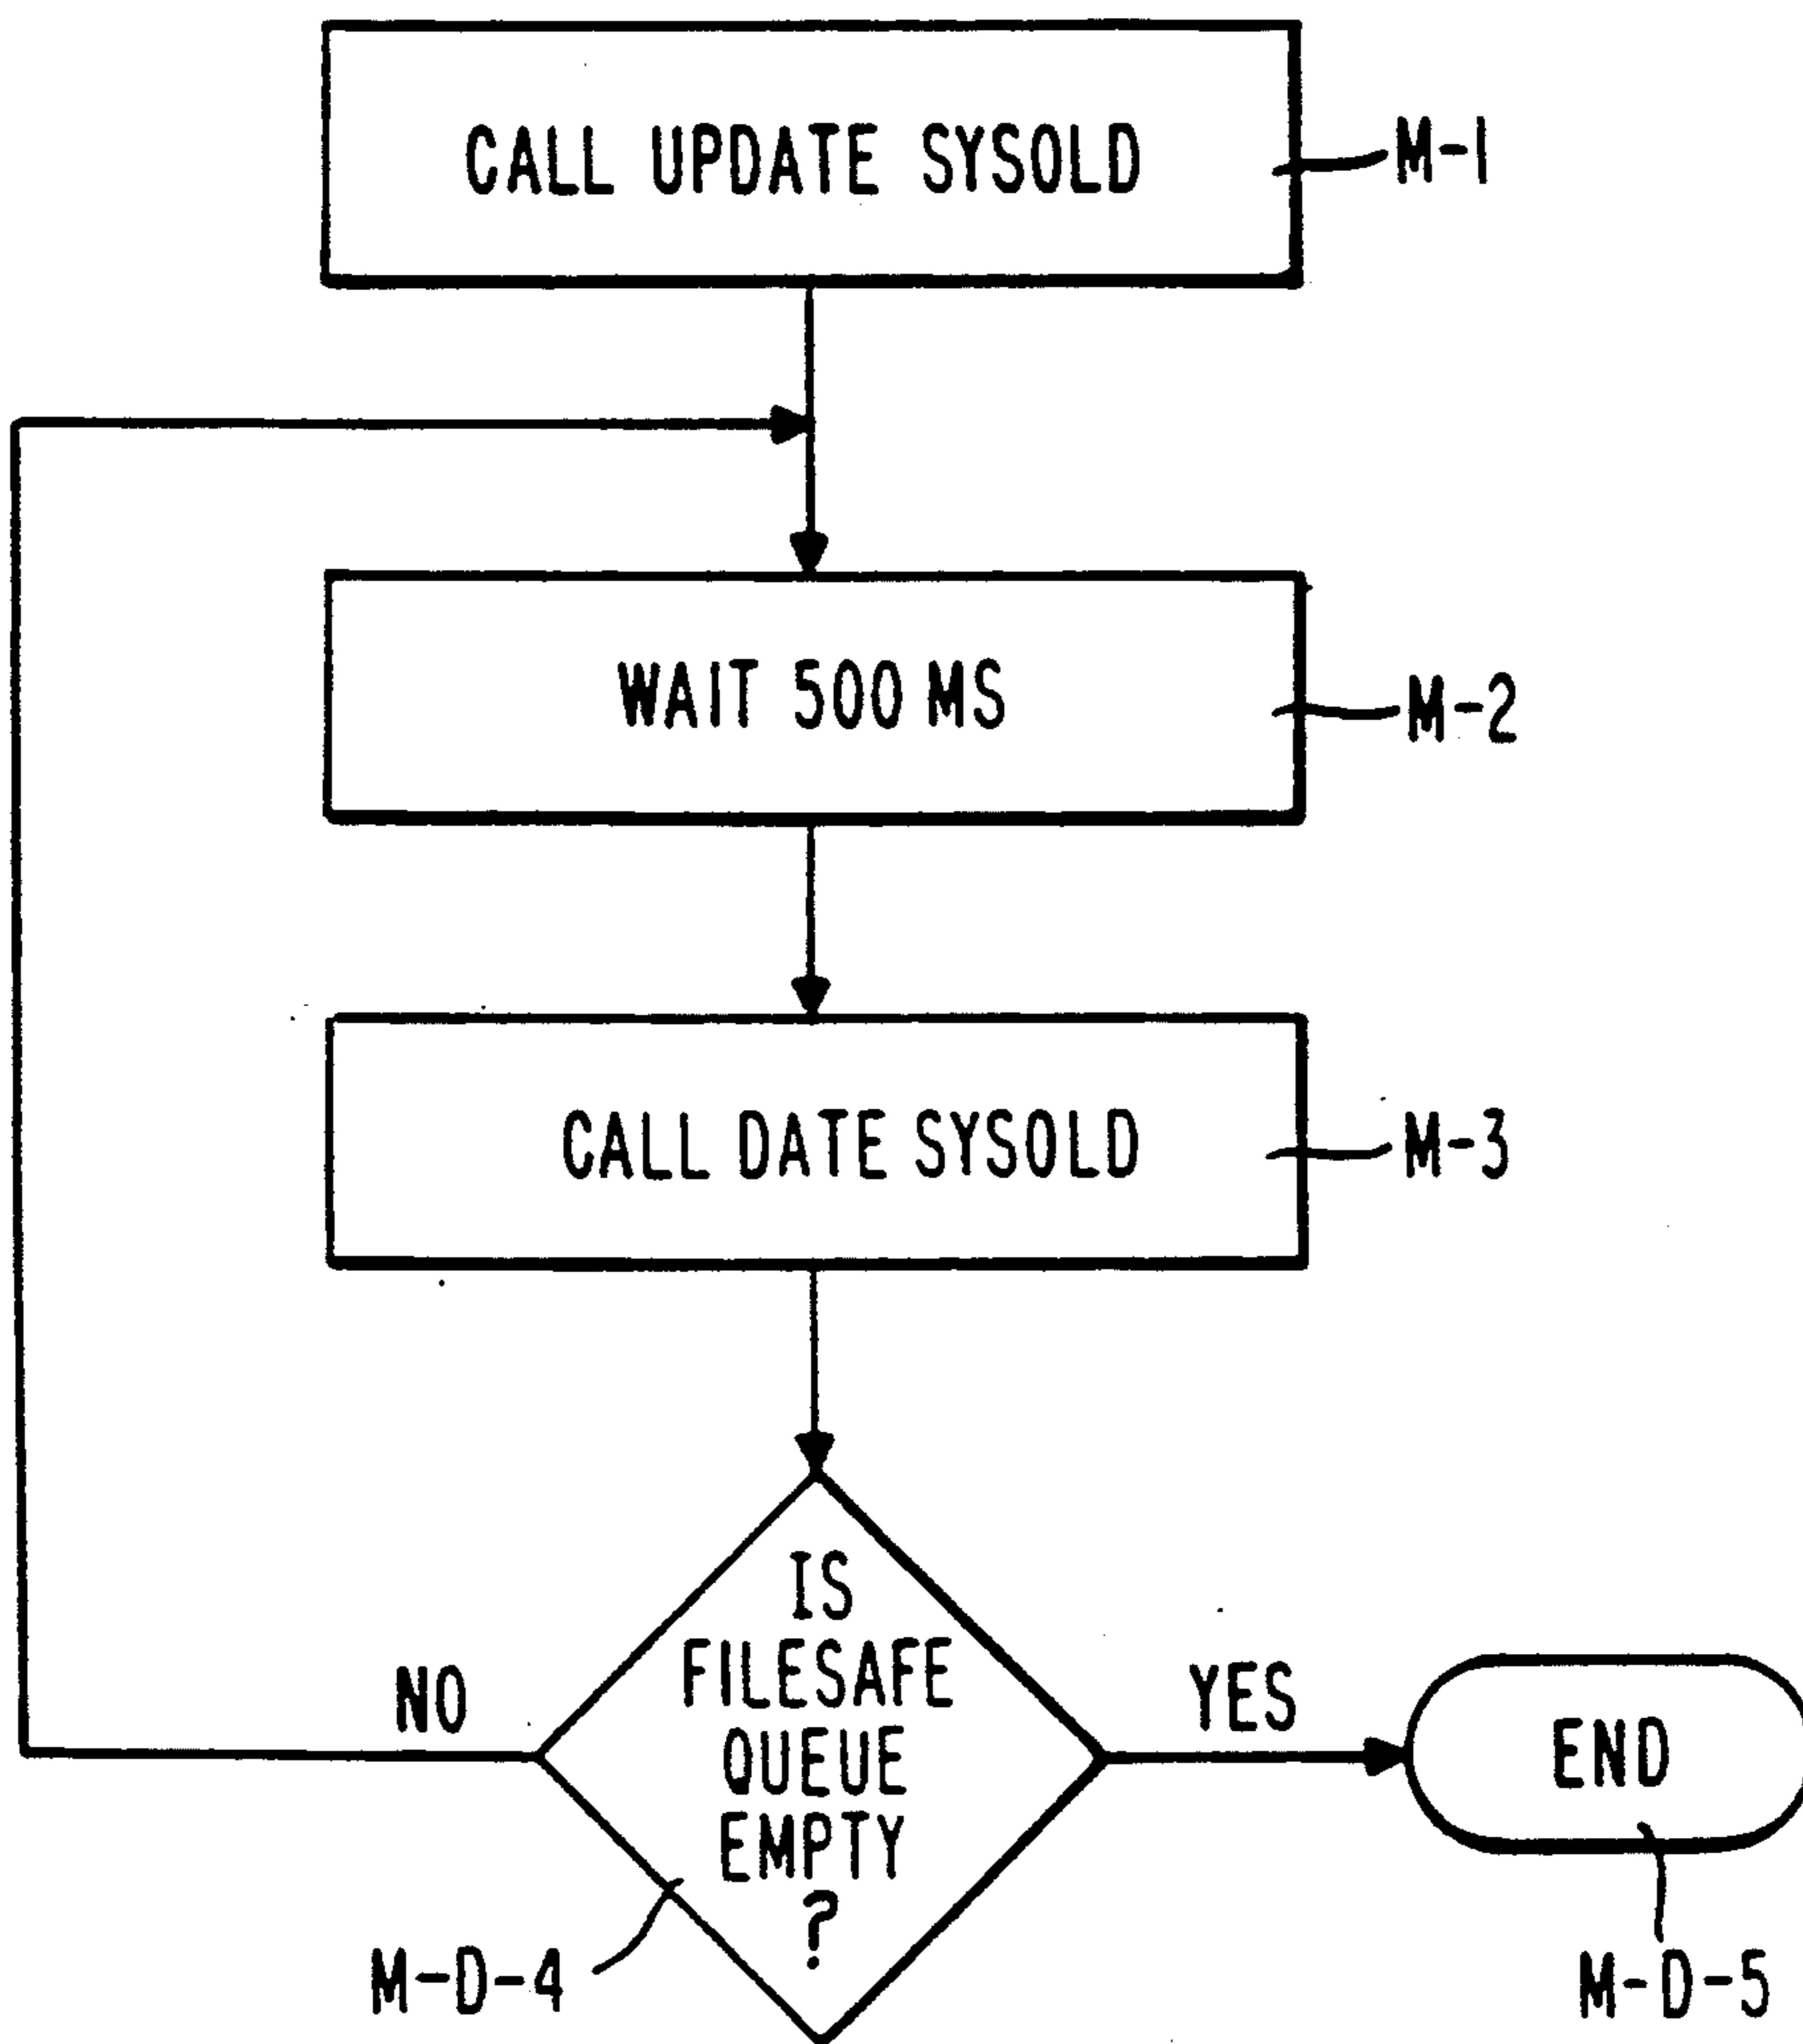 CALL UPDATE SYSOLD
M-1
WAIT 500 MS
M-2
CALL DATE SYSOLD
M-3
IS
FILESAFE
QUEUE
EMPTY
?
NO
YES
END
M-D-4
M-D-5